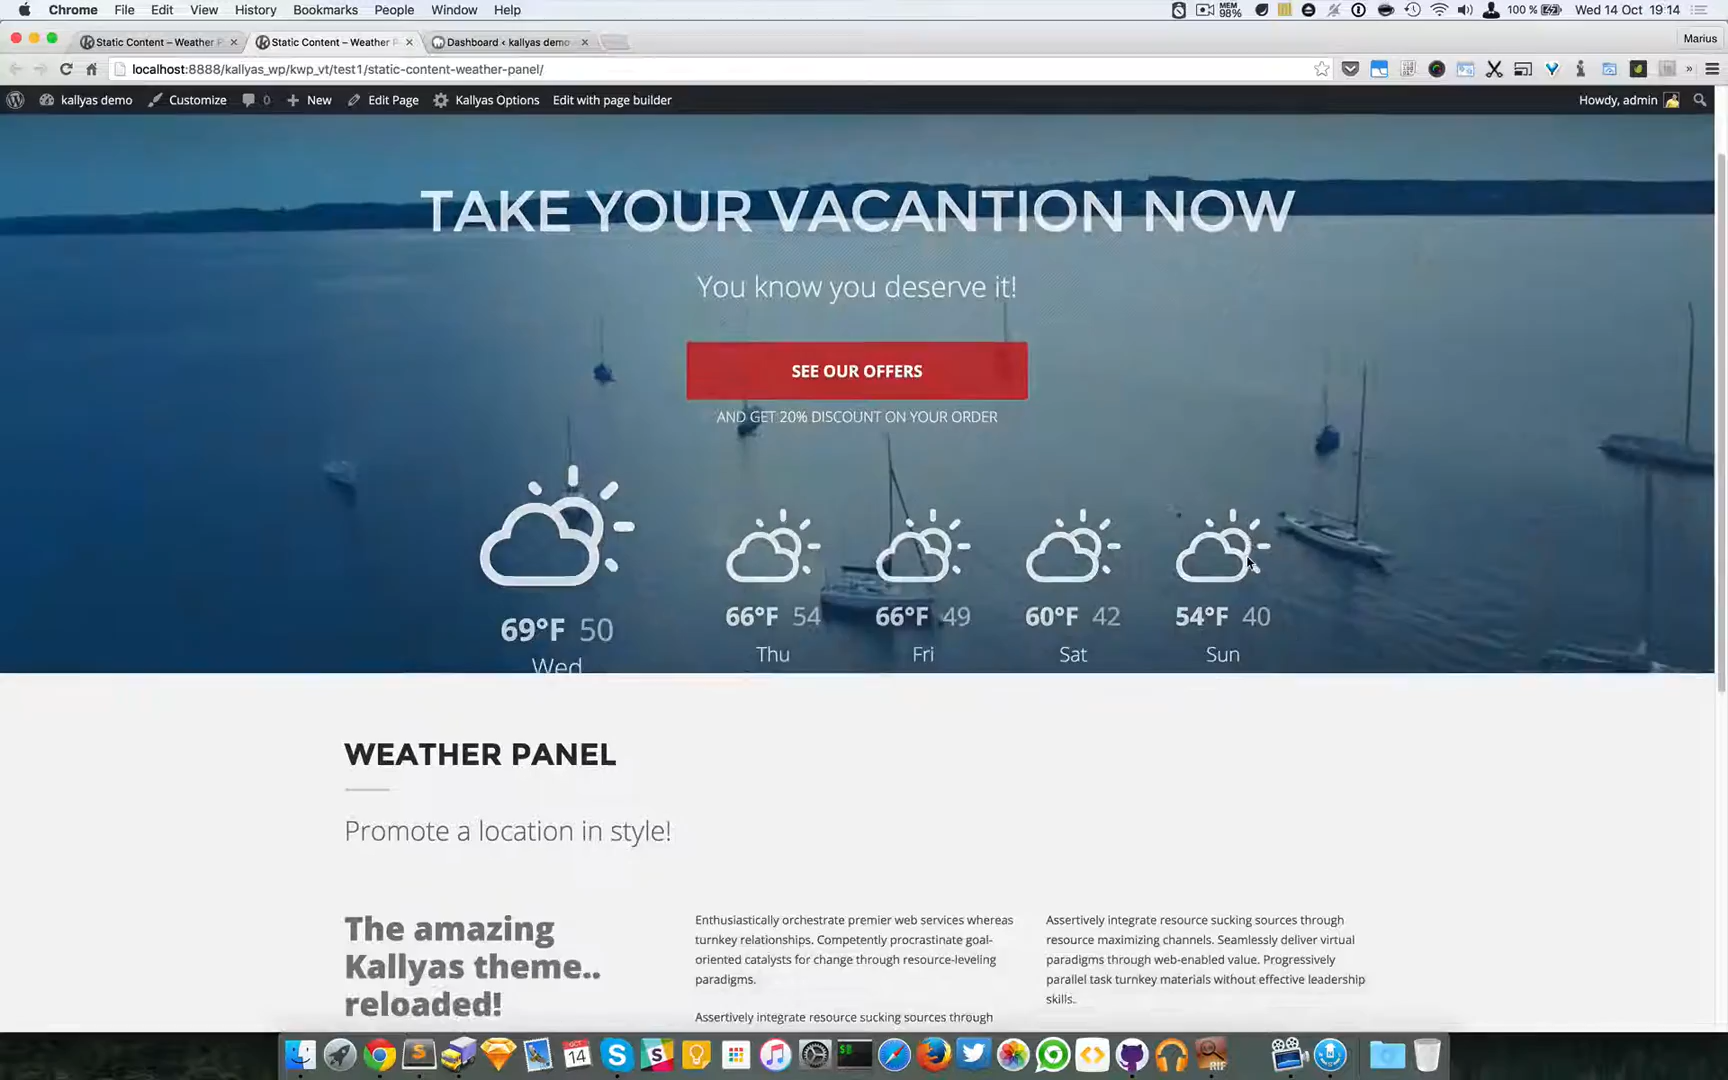 Chrome File Edit View History Bookmarks People Window Help MEM 98% 100 % Wed 14 Oct 19:14
Static Content – Weather P Static Content – Weather P Dashboard ‹ kallyas demo Marius
localhost:8888/kallyas_wp/kwp_vt/test1/static-content-weather-panel/
kallyas demo Customize 0 New Edit Page Kallyas Options Edit with page builder Howdy, admin
TAKE YOUR VACANTION NOW
You know you deserve it!
SEE OUR OFFERS
AND GET 20% DISCOUNT ON YOUR ORDER
69°F 50
Wed
66°F 54
Thu
66°F 49
Fri
60°F 42
Sat
54°F 40
Sun
WEATHER PANEL
Promote a location in style!
The amazing
Kallyas theme..
reloaded!
Enthusiastically orchestrate premier web services whereas
turnkey relationships. Competently procrastinate goal-
oriented catalysts for change through resource-leveling
paradigms.
Assertively integrate resource sucking sources through
Assertively integrate resource sucking sources through
resource maximizing channels. Seamlessly deliver virtual
paradigms through web-enabled value. Progressively
parallel task turnkey materials without effective leadership
skills.
14
RIF